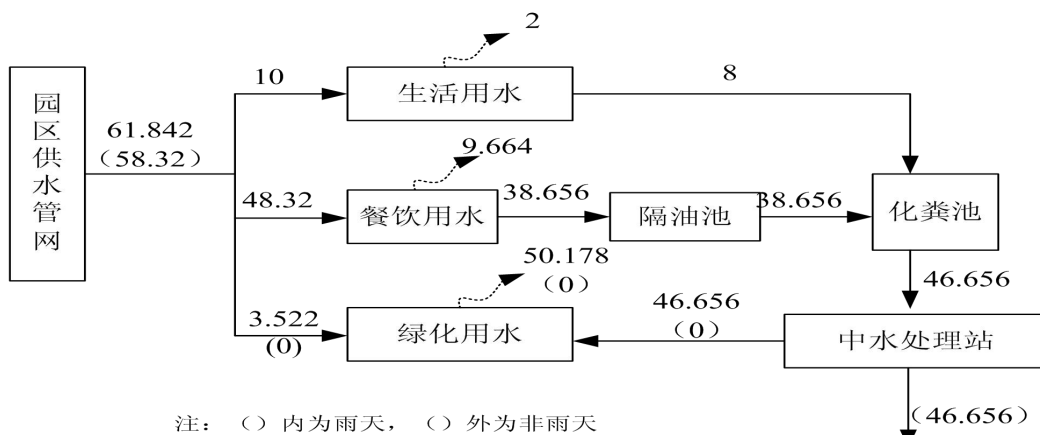 2
10
生活用水
8
园区供水管网
61.842
（58.32）
9.664
48.32
餐饮用水
38.656
隔油池
38.656
化粪池
50.178
（0）
46.656
3.522
(0)
绿化用水
46.656
（0）
中水处理站
（46.656）
注：（）内为雨天，（）外为非雨天